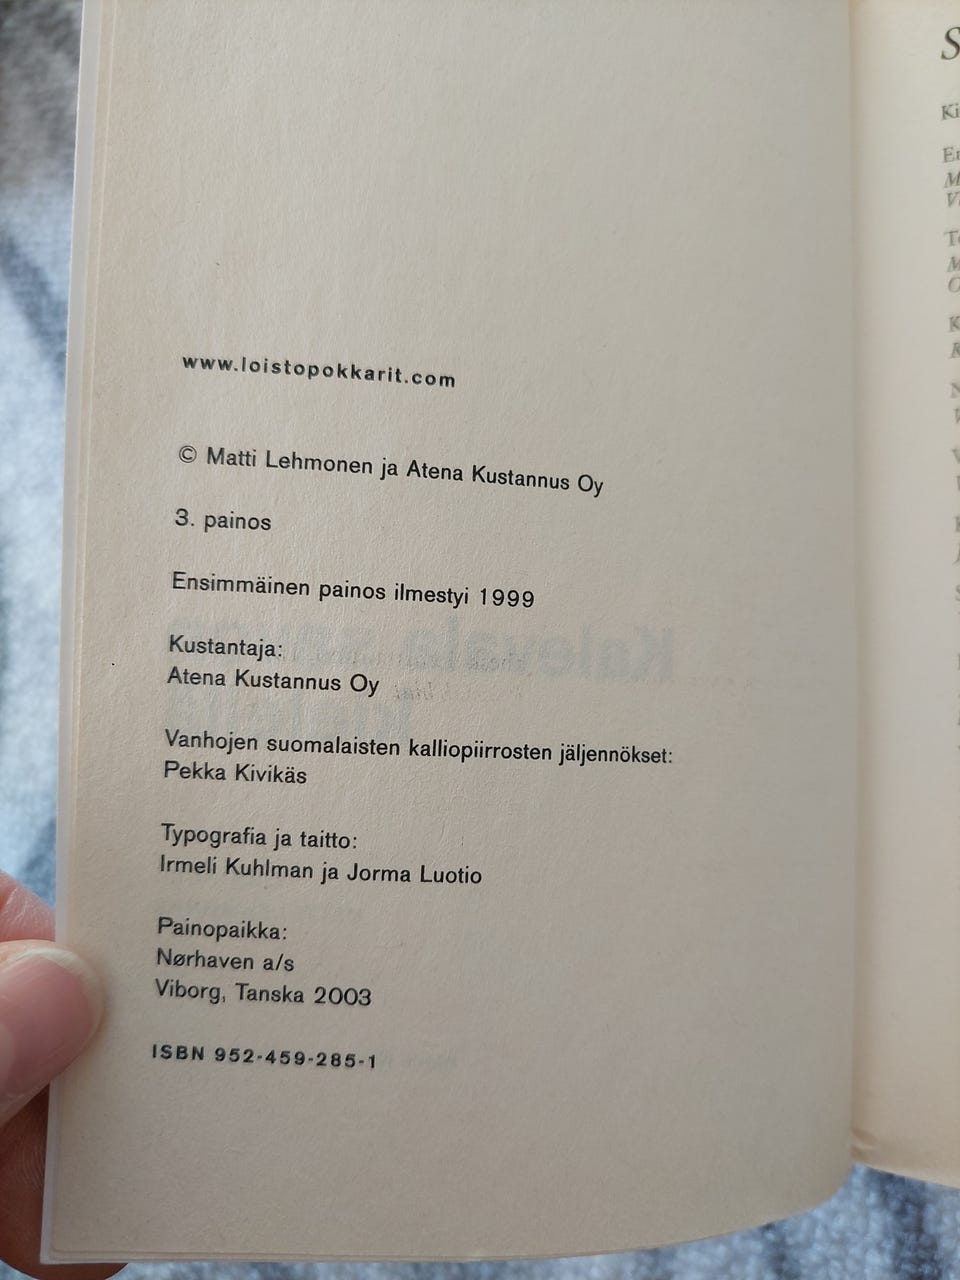 www.loistopokkarit.com
© Matti Lehmonen ja Atena Kustannus Oy
3. painos
Ensimmäinen painos ilmestyi 1999
Kustantaja:
Atena Kustannus Oy
Vanhojen suomalaisten kalliopiirrosten jäljennökset:
Pekka Kivikäs
Typografia ja taitto:
Irmeli Kuhlman ja Jorma Luotio
Painopaikka:
Nørhaven a/s
Viborg, Tanska 2003
ISBN 952-459-285-1